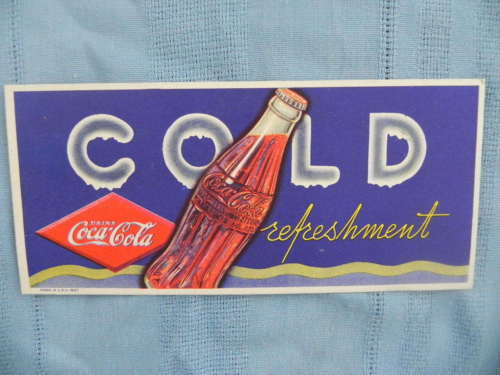 COLD
refreshment
DRINK
Coca-Cola
Coca-Cola